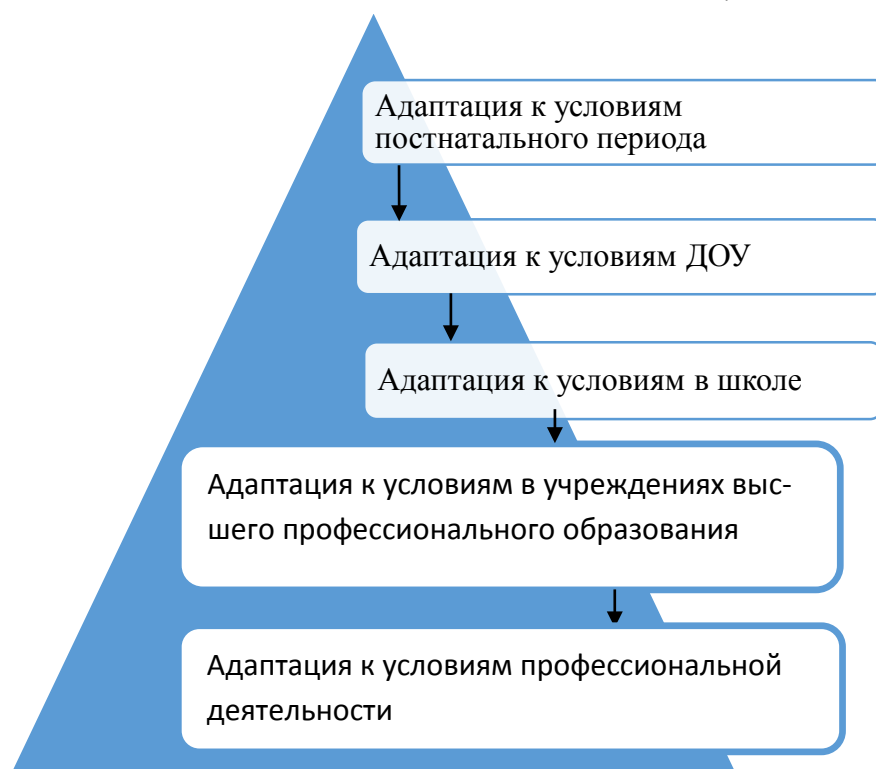 Адаптация к условиям
постнатального периода
Адаптация к условиям ДОУ
Адаптация к условиям в школе
Адаптация к условиям в учреждениях выс-
шего профессионального образования
Адаптация к условиям профессиональной
деятельности